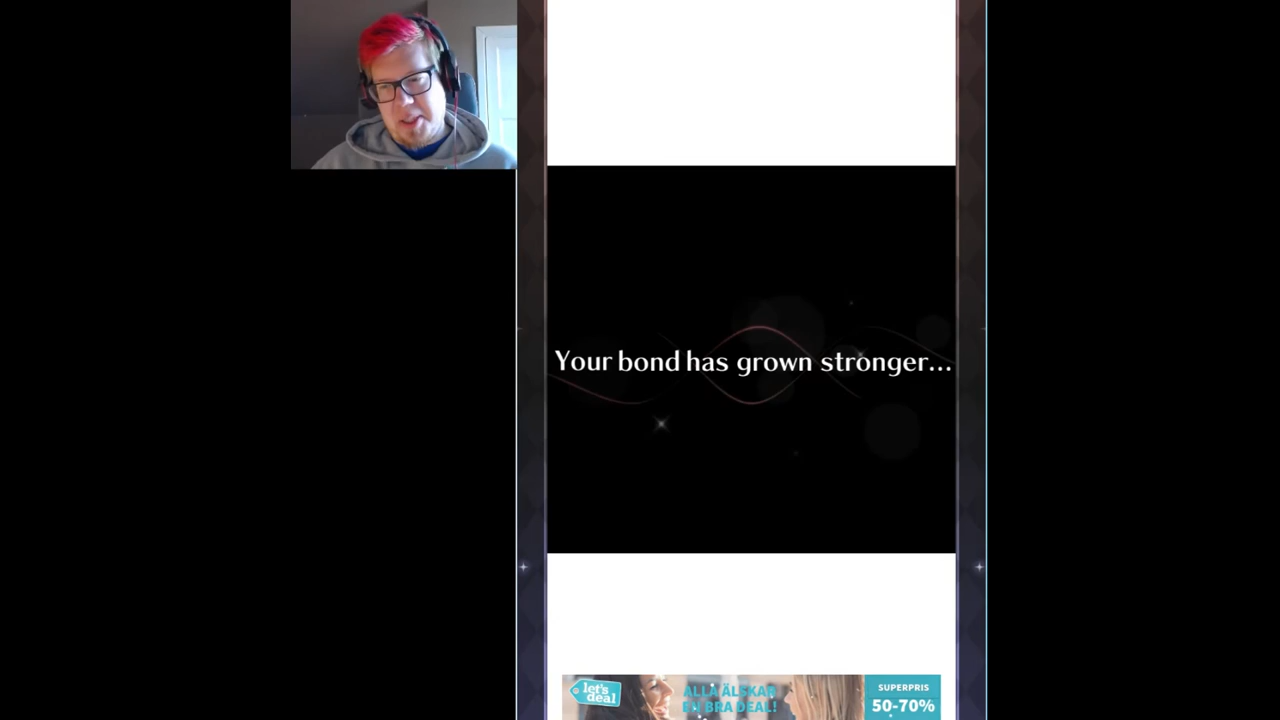 Your bond has grown stronger...
let's
deal
ALLA ÄLSKAR
EN BRA DEAL!
SUPERPRIS
50-70%